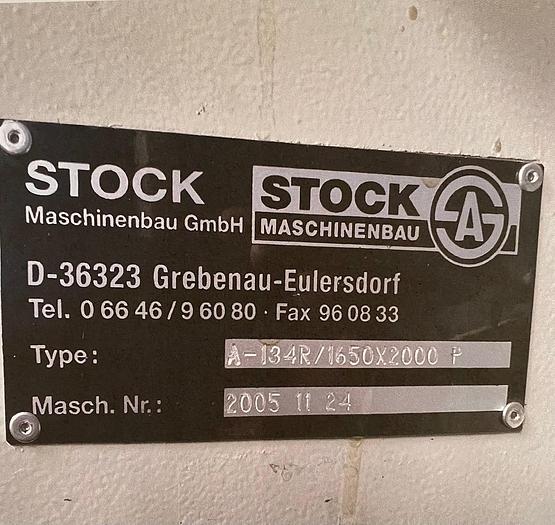 STOCK
Maschinenbau GmbH
STOCK
MASCHINENBAU
SAG
D-36323 Grebenau-Eulersdorf
Tel. 0 66 46 / 9 60 80 · Fax 96 08 33
Type: A-134R/1650X2000 P
Masch. Nr.: 2005 11 24